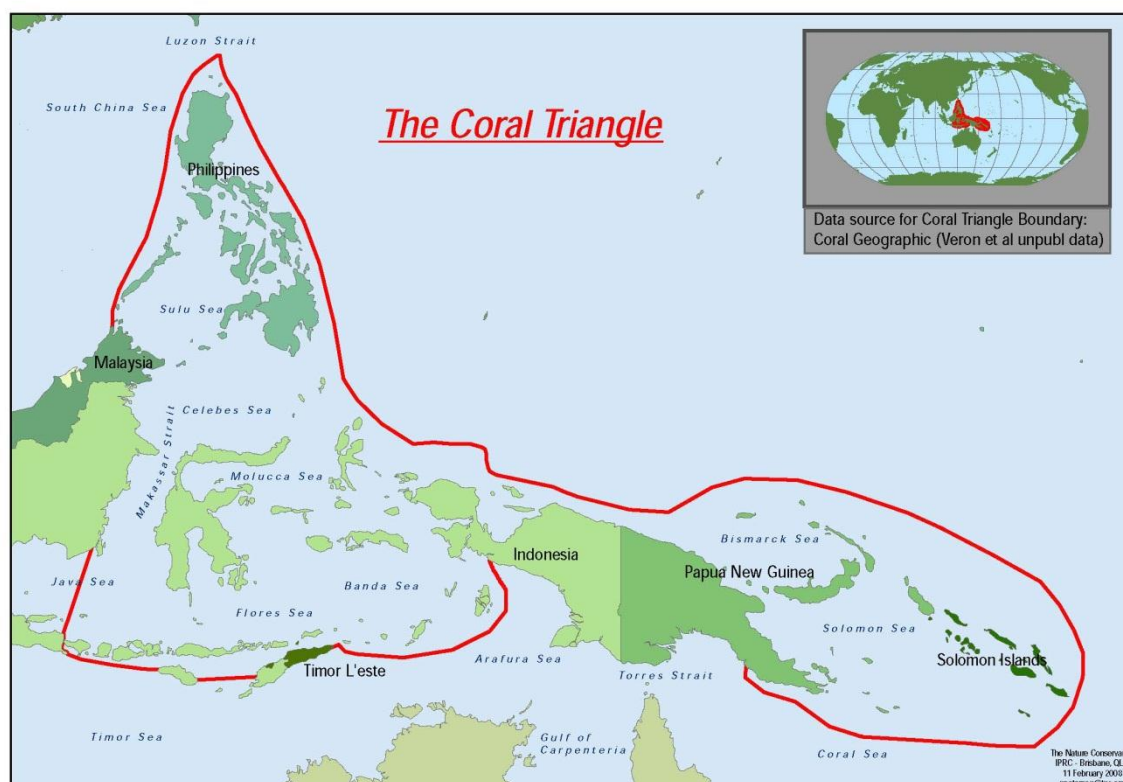 Luzon Strait
South China Sea
The Coral Triangle
Philippines
Data source for Coral Triangle Boundary:
Coral Geographic (Veron et al unpubl data)
Sulu Sea
Malaysia
Celebes Sea
Makassar Strait
Molucca Sea
Bismarck Sea
Indonesia
Papua New Guinea
Java Sea
Banda Sea
Flores Sea
Solomon Sea
Arafura Sea
Solomon Islands
Timor L'este
Torres Strait
Timor Sea
Gulf of
Carpenteria
Coral Sea
The Nature Conserva
IPRC - Brisbane, QL
11 February 2008